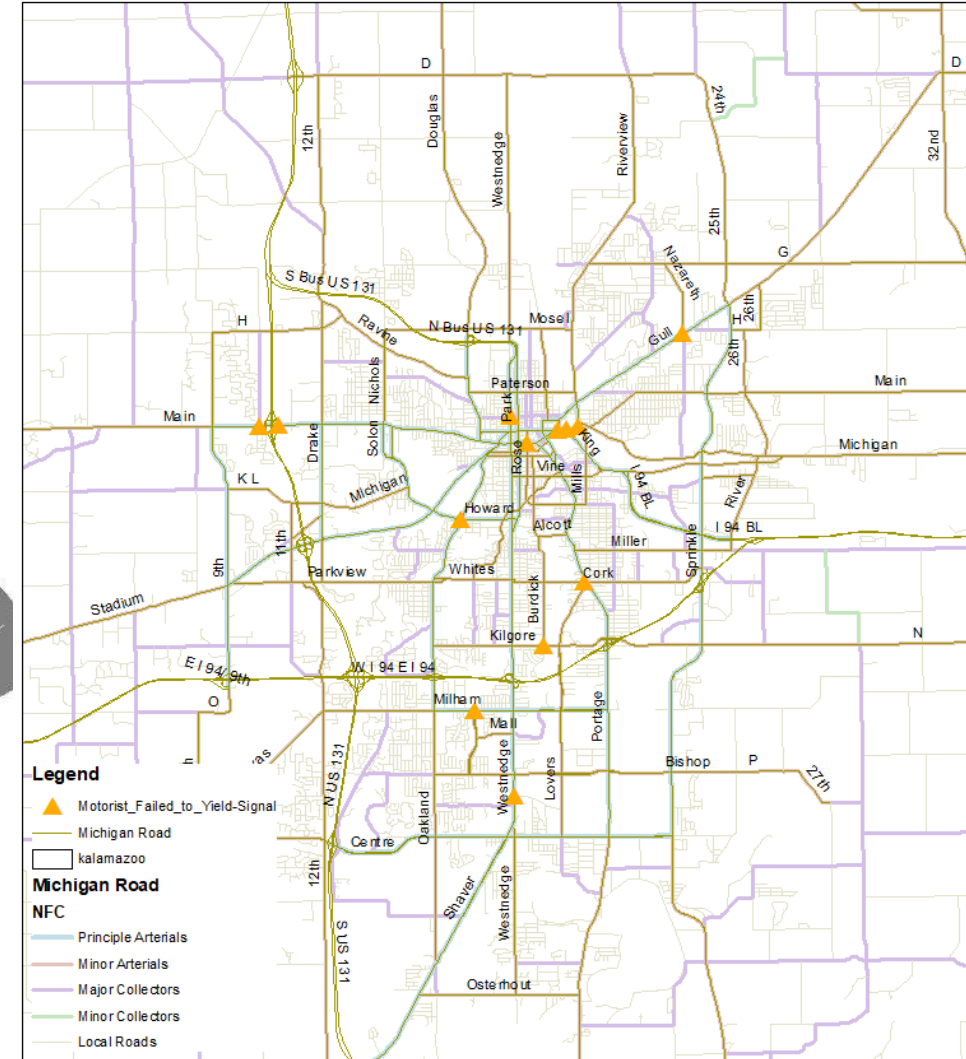 D
D
24th
12th
Douglas
Westnedge
Riverview
32nd
25th
G
Nazareth
S Bus US 131
26th
H
Ravine
N Bus US 131
Mosel
Gull
H
26th
Nichols
Paterson
Main
Park
Main
Solon
Drake
King
Rose
Michigan
Vine
Mills
I 94 BL
K L
Michigan
River
Howard
Alcott
I 94 BL
11th
Miller
Sprinkle
9th
Parkview
Whites
Cork
Stadium
Burdick
Kilgore
N
E I 94/ 9th
W I 94 E I 94
O
Milham
Mall
Portage
Bishop
P
27th
N US 131
Westnedge
Lovers
Oakland
Centre
12th
Shaver
Westnedge
S US 131
Osterhout
Legend
Motorist_Failed_to_Yield-Signal
Michigan Road
kalamazoo
Michigan Road
NFC
Principle Arterials
Minor Arterials
Major Collectors
Minor Collectors
Local Roads